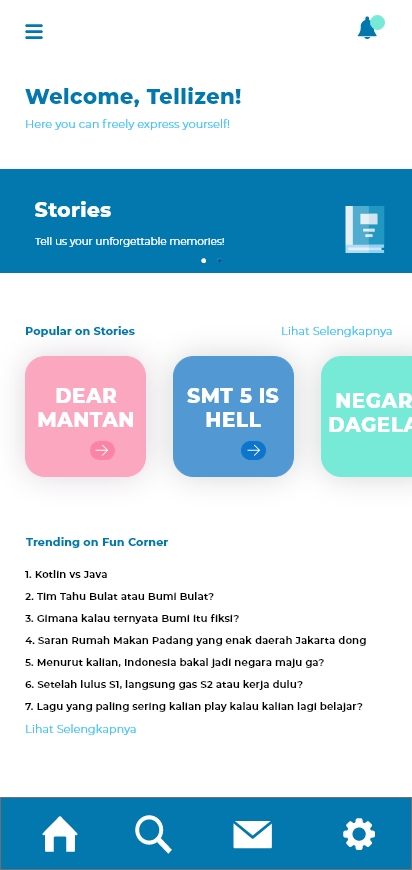 Welcome, Tellizen!
Here you can freely express yourself!
Stories
Tell us your unforgettable memories!
Popular on Stories
Lihat Selengkapnya
DEAR
MANTAN
SMT 5 IS
HELL
NEGAR
DAGELA
Trending on Fun Corner
1. Kotlin vs Java
2. Tim Tahu Bulat atau Bumi Bulat?
3. Gimana kalau ternyata Bumi itu fiksi?
4. Saran Rumah Makan Padang yang enak daerah Jakarta dong
5. Menurut kalian, Indonesia bakal jadi negara maju ga?
6. Setelah lulus S1, langsung gas S2 atau kerja dulu?
7. Lagu yang paling sering kalian play kalau kalian lagi belajar?
Lihat Selengkapnya